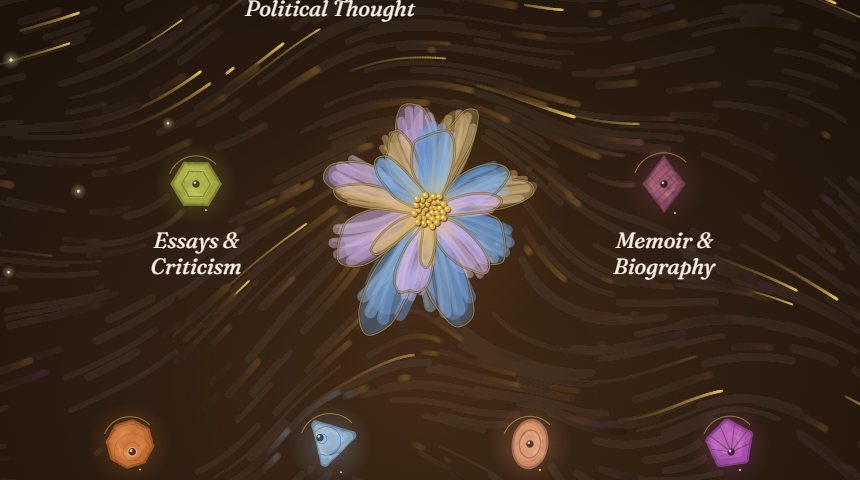 Political Thought
Essays &
Criticism
Memoir &
Biography